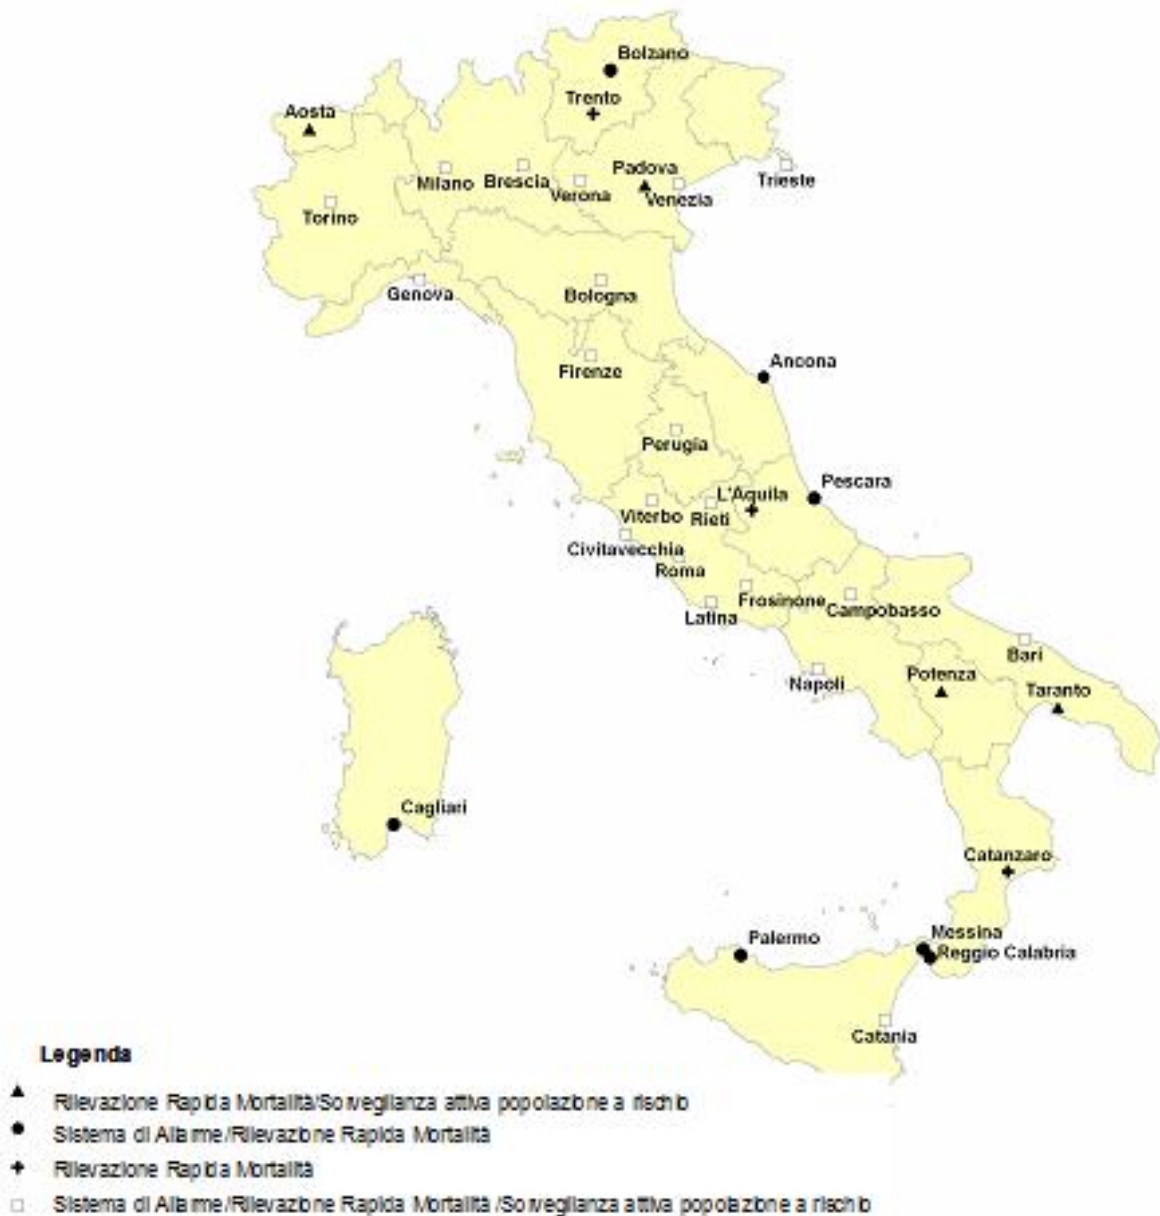 Bolzano
Trento
Aosta
Padova
Milano
Brescia
Verona
Venezia
Trieste
Torino
Genova
Bologna
Firenze
Ancona
Perugia
L'Aquila
Pescara
Viterbo
Rieti
Civitavecchia
Roma
Frosinone
Campobasso
Latina
Bari
Napoli
Potenza
Taranto
Cagliari
Catanzaro
Messina
Palermo
Reggio Calabria
Catania
Legenda
Rilevazione Rapida Mortalità/Sorveglianza attiva popolazione a rischio
Sistema di Allarme/Rilevazione Rapida Mortalità
Rilevazione Rapida Mortalità
Sistema di Allarme/Rilevazione Rapida Mortalità /Sorveglianza attiva popolazione a rischio